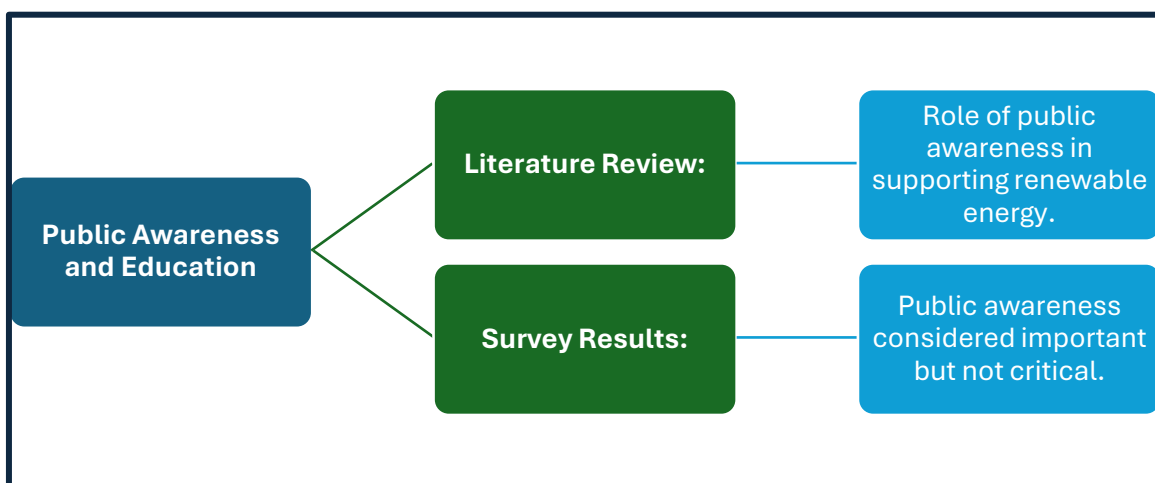 Public Awareness
and Education
Literature Review:
Role of public
awareness in
supporting renewable
energy.
Survey Results:
Public awareness
considered important
but not critical.